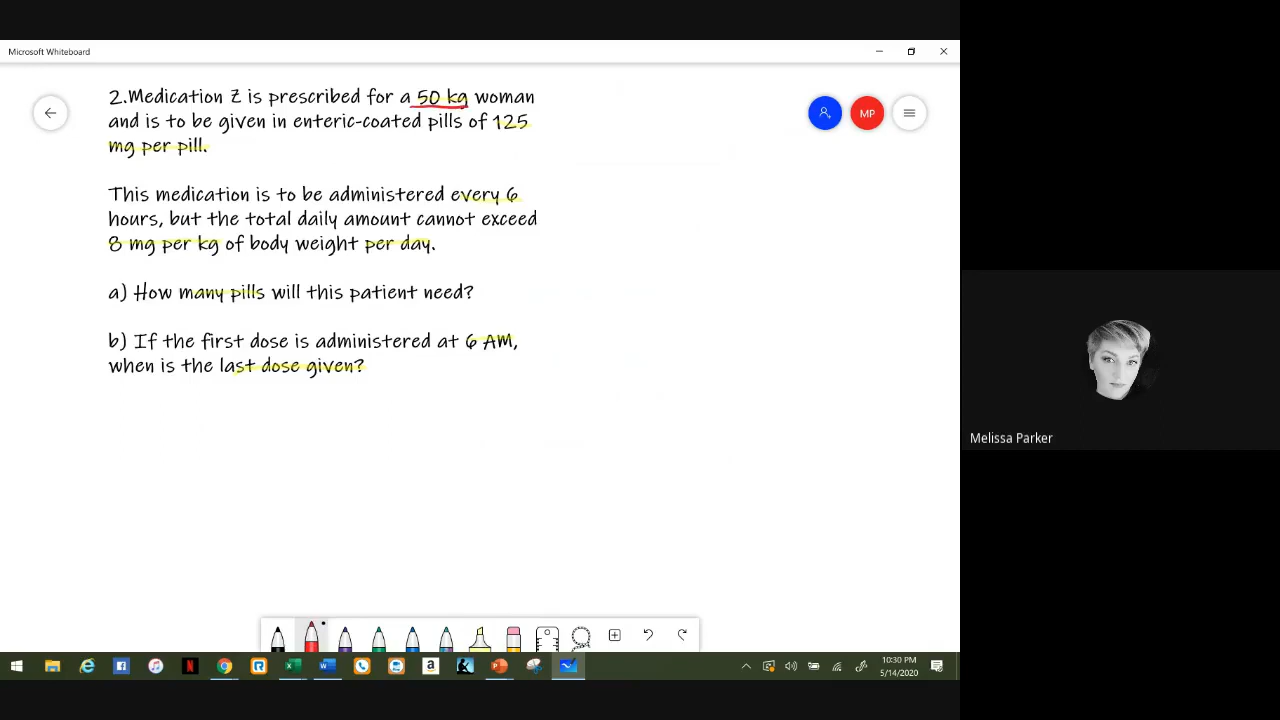 Microsoft Whiteboard
2.Medication Z is prescribed for a 50 kg woman
and is to be given in enteric-coated pills of 125
mg per pill.
This medication is to be administered every 6
hours, but the total daily amount cannot exceed
8 mg per kg of body weight per day.
a) How many pills will this patient need?
b) If the first dose is administered at 6 AM,
when is the last dose given?
MP
Melissa Parker
10:30 PM
5/14/2020